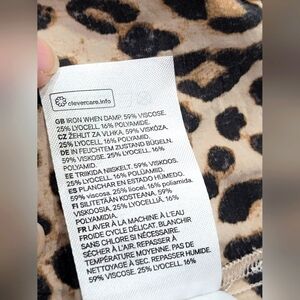 clevercare.info
GB IRON WHEN DAMP. 59% VISCOSE.
25% LYOCELL. 16% POLYAMIDE.
CZ ŽEHLIT ZA VLHKA. 59% VISKÓZA.
25% LYOCELL. 16% POLYAMID.
DE IN FEUCHTEM ZUSTAND BÜGELN.
59% VISKOSE. 25% LYOCELL. 16%
POLYAMID.
EE TRIIKIDA NIISKELT. 59% VISKOOS.
25% LYOCELL. 16% POLÜAMIID.
ES PLANCHAR EN ESTADO HÚMEDO.
59% viscosa. 25% liocel. 16% poliamida.
FI SILITETÄÄN KOSTEANA. 59%
VISKOOSIA. 25% LYOCELLIÄ. 16%
POLYAMIDIA.
FR LAVER À LA MACHINE À L'EAU
FROIDE CYCLE DÉLICAT. BLANCHIR
SANS CHLORE SI NÉCESSAIRE.
SÉCHER À L'AIR. REPASSER À
TEMPÉRATURE MOYENNE. PAS DE
NETTOYAGE À SEC. REPASSER HUMIDE.
59% VISCOSE. 25% LYOCELL. 16%